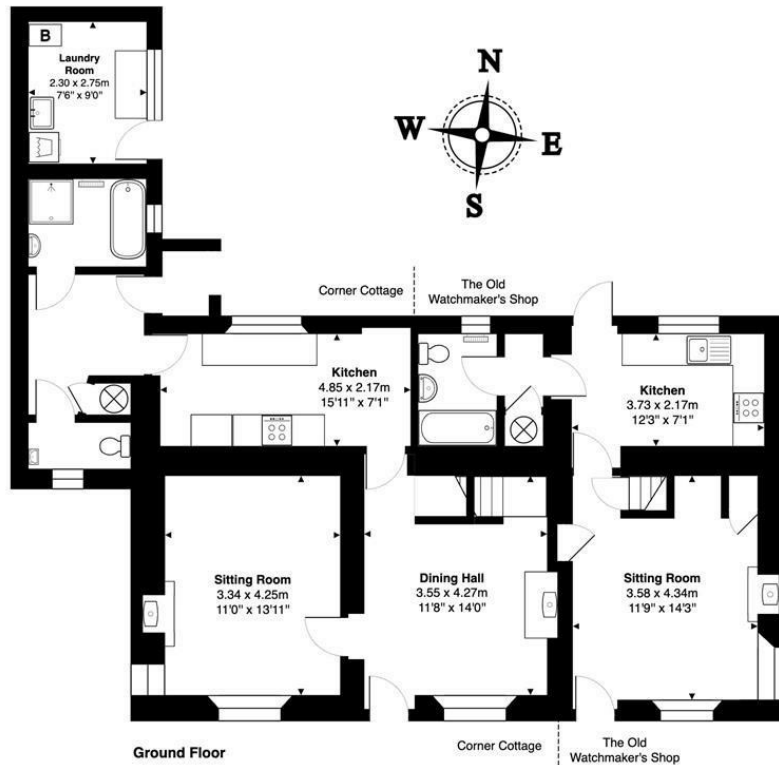 B
Laundry
Room
2.30 x 2.75m
7'6" x 9'0"
N
W
E
S
Corner Cottage
The Old
Watchmaker's Shop
Kitchen
4.85 x 2.17m
15'11" x 7'1"
Kitchen
3.73 x 2.17m
12'3" x 7'1"
Sitting Room
3.34 x 4.25m
11'0" x 13'11"
Dining Hall
3.55 x 4.27m
11'8" x 14'0"
Sitting Room
3.58 x 4.34m
11'9" x 14'3"
Ground Floor
Corner Cottage
The Old
Watchmaker's Shop